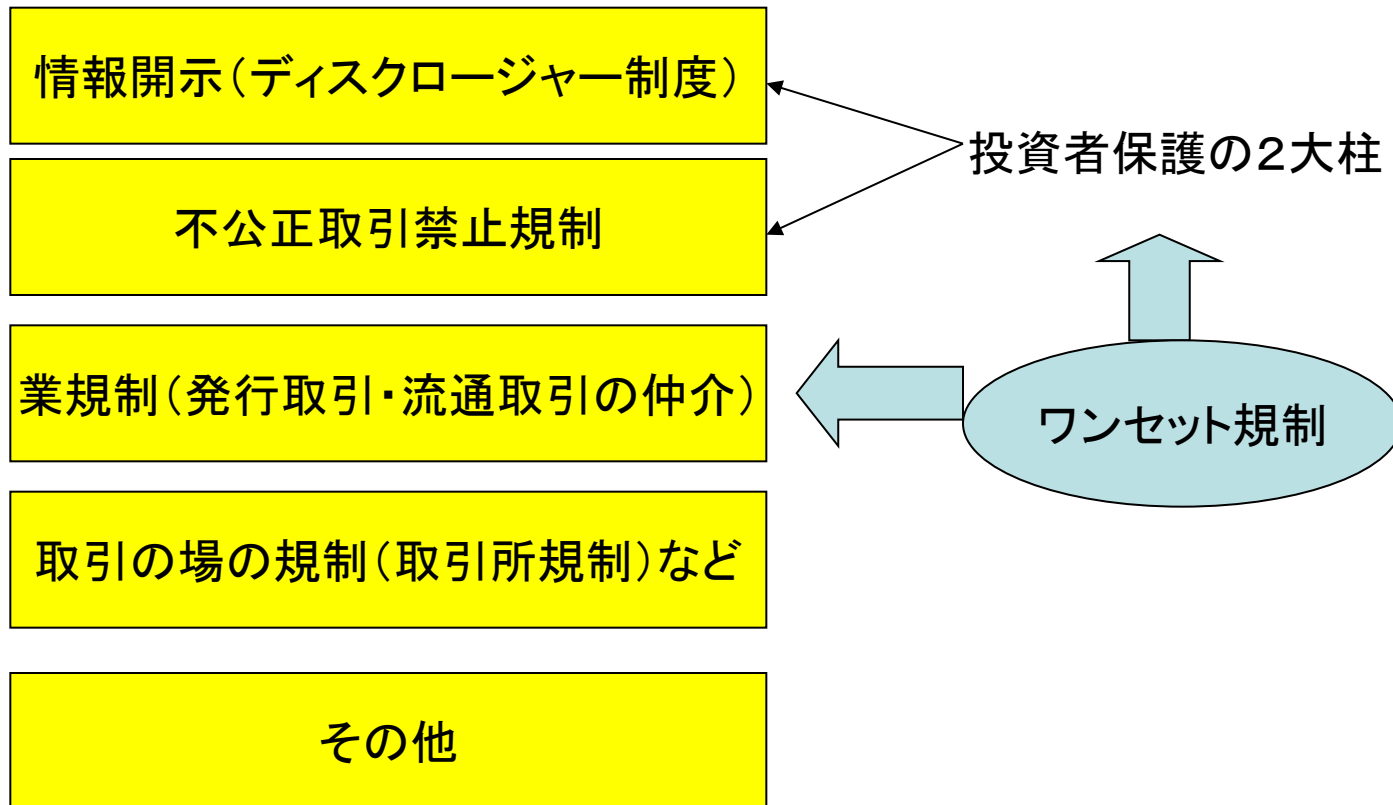 情報開示(ディスクロージャー制度)
投資者保護の2大柱
不公正取引禁止規制
業規制(発行取引・流通取引の仲介)
ワンセット規制
取引の場の規制(取引所規制)など
その他